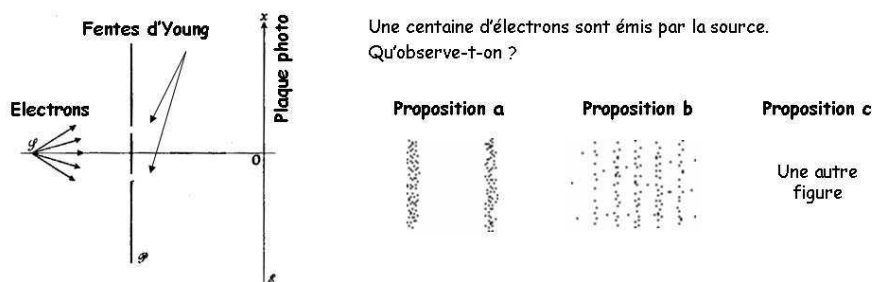 Fentes d'Young
x
Plaque photo
Electrons
S
O
P
E
Une centaine d'électrons sont émis par la source.
Qu'observe-t-on ?
Proposition a
Proposition b
Proposition c
Une autre
figure